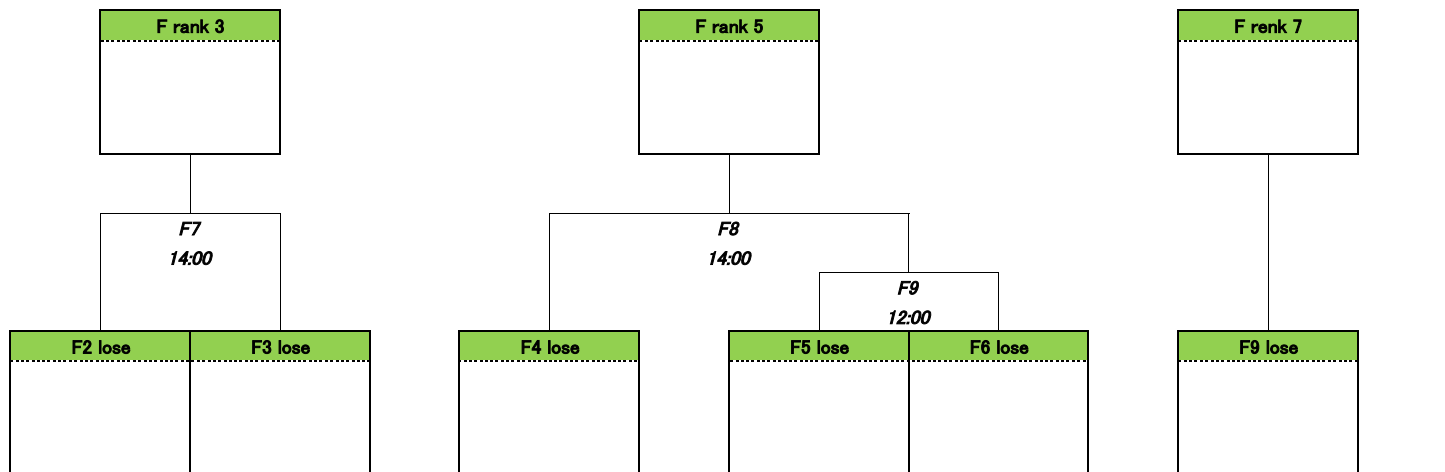 F rank 3
F rank 5
F renk 7
F7
14:00
F8
14:00
F9
12:00
F2 lose
F3 lose
F4 lose
F5 lose
F6 lose
F9 lose